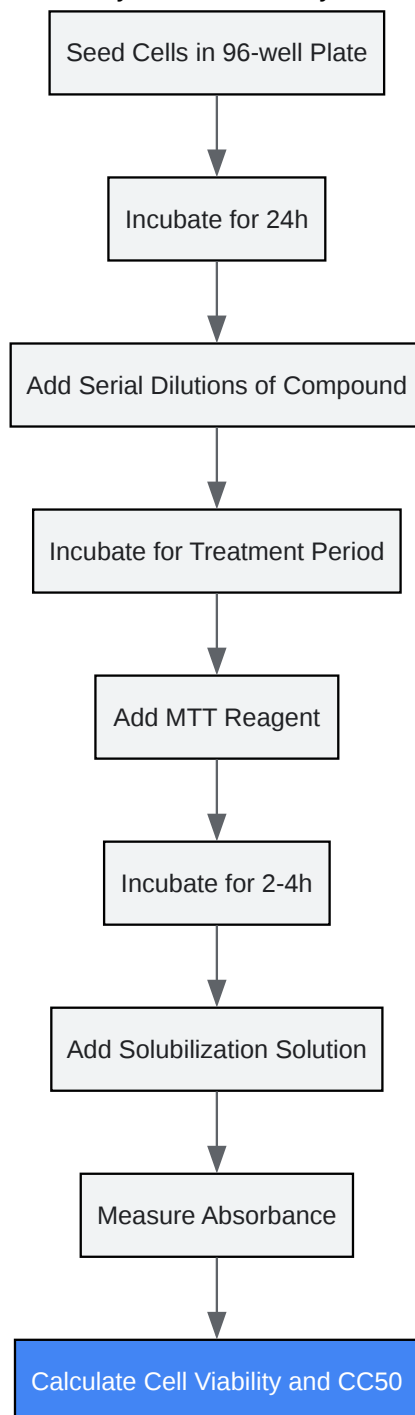 Seed Cells in 96-well Plate
Incubate for 24h
Add Serial Dilutions of Compound
Incubate for Treatment Period
Add MTT Reagent
Incubate for 2-4h
Add Solubilization Solution
Measure Absorbance
Calculate Cell Viability and CC50